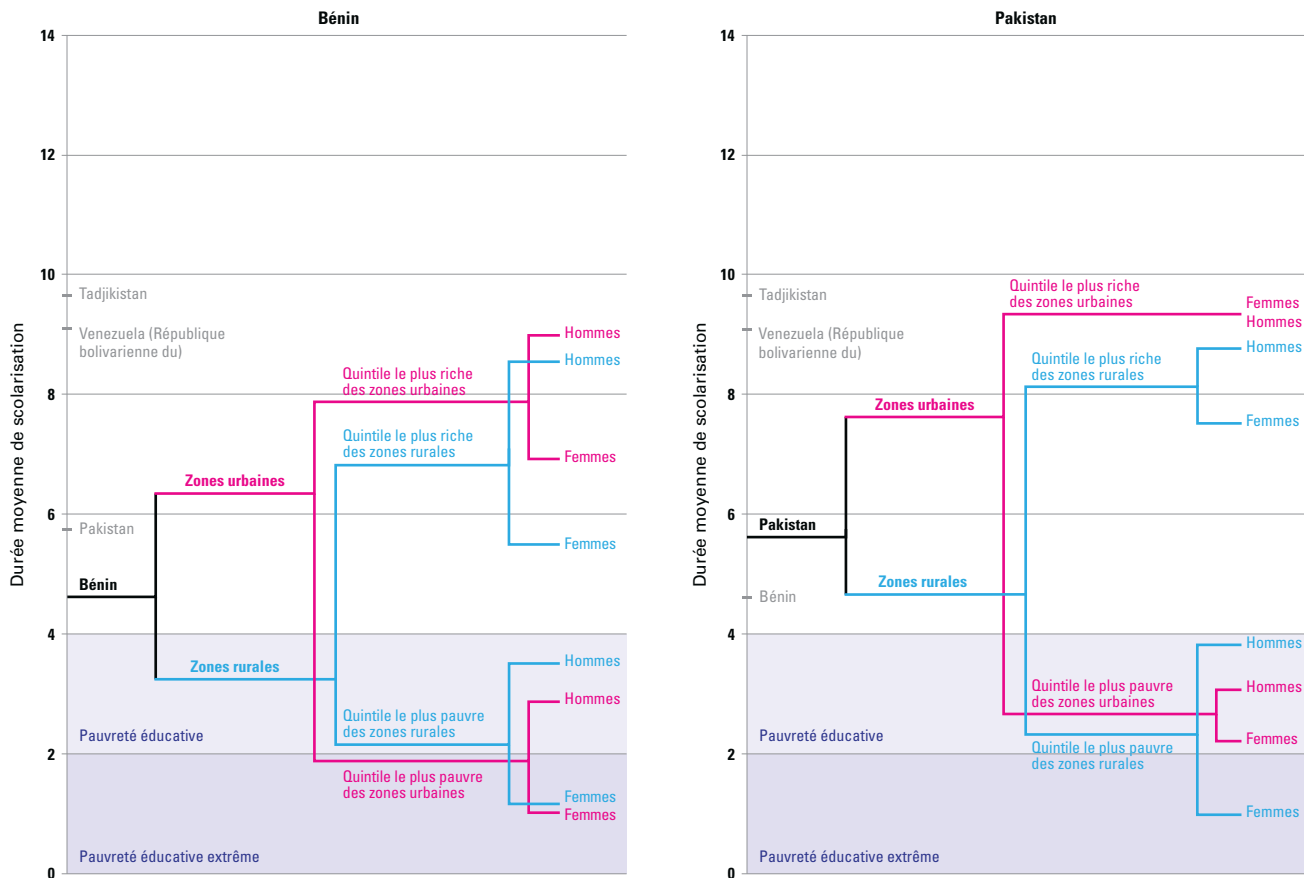 Bénin
Durée moyenne de scolarisation
14
12
10
8
6
4
2
0
Tadjikistan
Venezuela (République
bolivarienne du)
Pakistan
Bénin
Zones urbaines
Zones rurales
Quintile le plus riche
des zones urbaines
Quintile le plus riche
des zones rurales
Quintile le plus pauvre
des zones rurales
Quintile le plus pauvre
des zones urbaines
Hommes
Hommes
Femmes
Femmes
Hommes
Hommes
Femmes
Femmes
Pauvreté éducative
Pauvreté éducative extrême
Pakistan
Durée moyenne de scolarisation
14
12
10
8
6
4
2
0
Tadjikistan
Venezuela (République
bolivarienne du)
Pakistan
Bénin
Zones urbaines
Zones rurales
Quintile le plus riche
des zones urbaines
Quintile le plus riche
des zones rurales
Quintile le plus pauvre
des zones urbaines
Quintile le plus pauvre
des zones rurales
Femmes
Hommes
Hommes
Femmes
Hommes
Hommes
Femmes
Femmes
Pauvreté éducative
Pauvreté éducative extrême